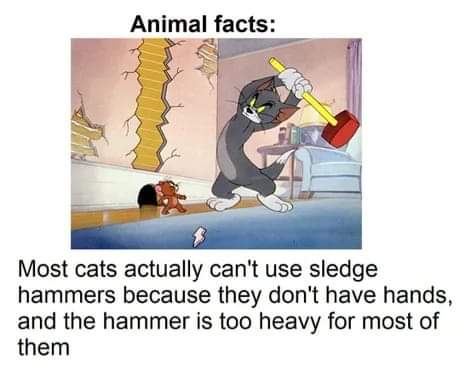 Animal facts:
Most cats actually can't use sledge
hammers because they don't have hands,
and the hammer is too heavy for most of
them